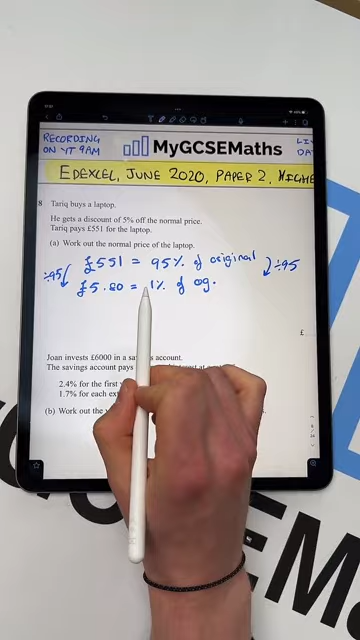 RECORDING
ON YT 9AM
MyGCSEMaths
EDEXCEL, JUNE 2020, PAPER 2, HIGHE
8 Tariq buys a laptop.
He gets a discount of 5% off the normal price.
Tariq pays £551 for the laptop.
(a) Work out the normal price of the laptop.
£551 = 95% of original
÷95 ÷95
£5.80 = 1% of og.
£
Joan invests £6000 in a savings account.
The savings account pays
2.4% for the first
1.7% for each ex
(b) Work out the